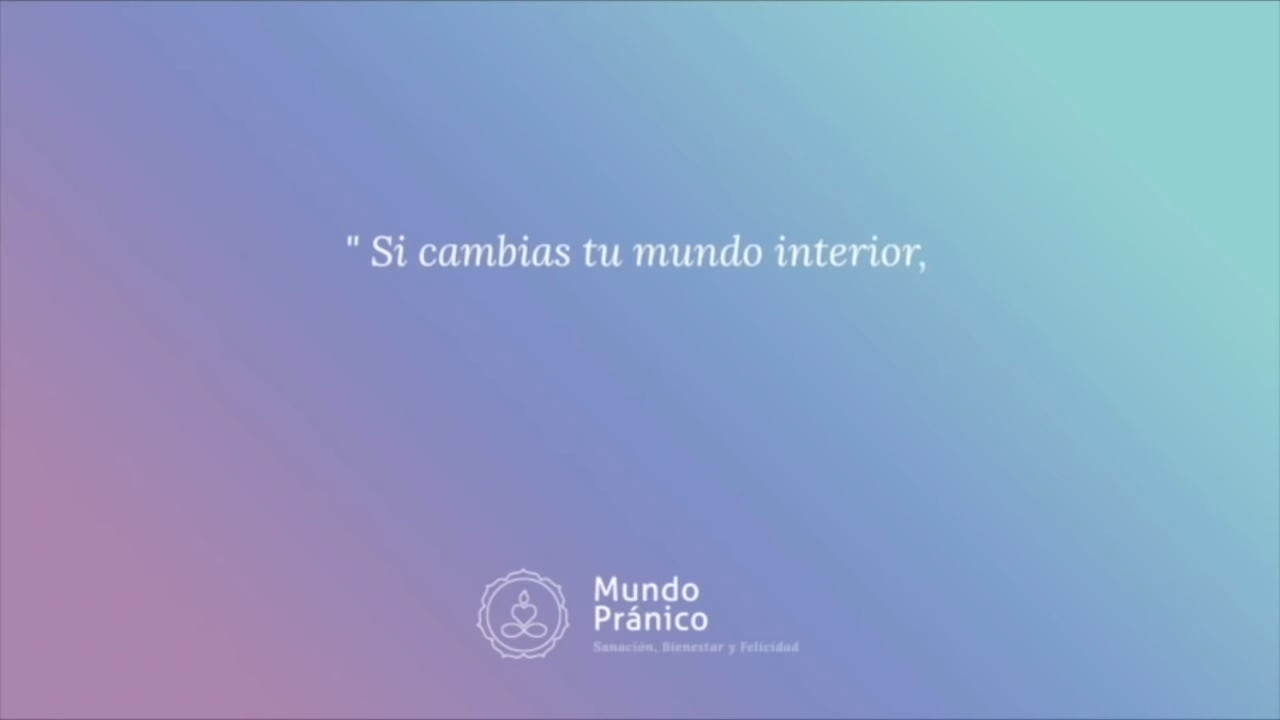 " Si cambias tu mundo interior,
Mundo
Pránico
Sanación, Bienestar y Felicidad